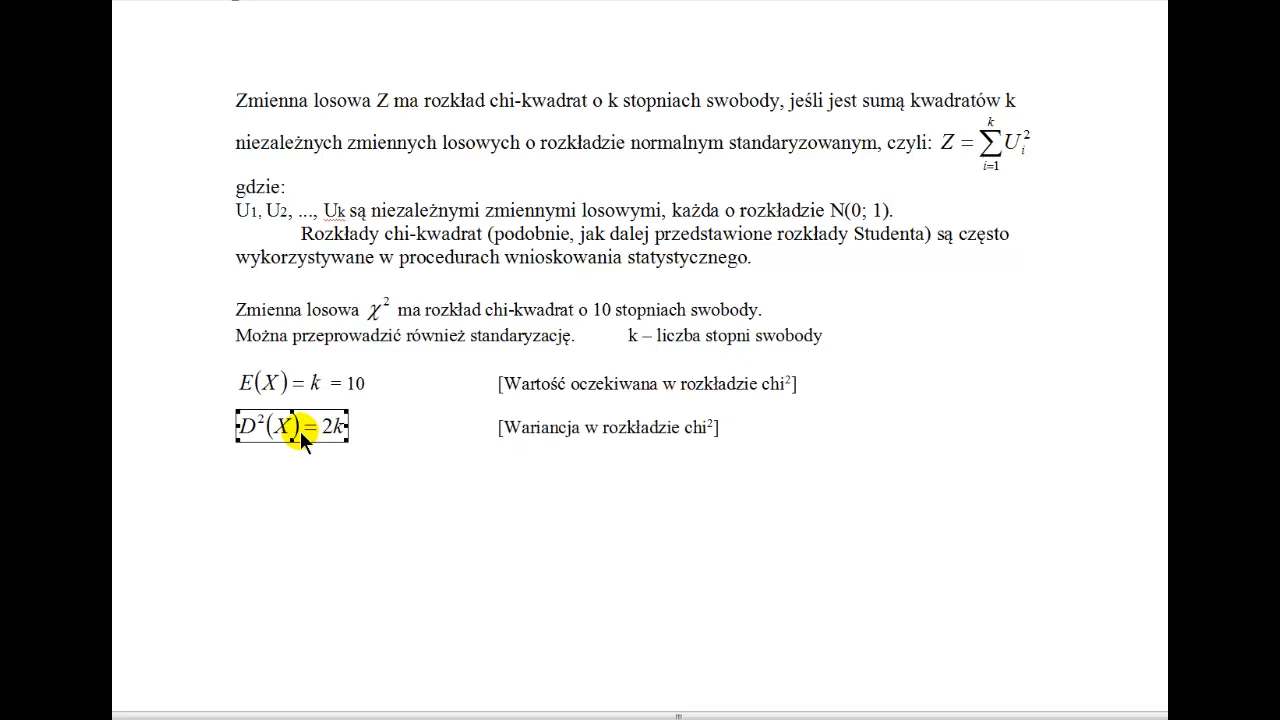 Zmienna losowa Z ma rozkład chi-kwadrat o k stopniach swobody, jeśli jest sumą kwadratów k
niezależnych zmiennych losowych o rozkładzie normalnym standaryzowanym, czyli: $Z = \sum_{i=1}^{k} U_i^2$
gdzie:
U1, U2, ..., Uk są niezależnymi zmiennymi losowymi, każda o rozkładzie N(0; 1).
Rozkłady chi-kwadrat (podobnie, jak dalej przedstawione rozkłady Studenta) są często
wykorzystywane w procedurach wnioskowania statystycznego.
Zmienna losowa χ² ma rozkład chi-kwadrat o 10 stopniach swobody.
Można przeprowadzić również standaryzację. k – liczba stopni swobody
E(X) = k = 10 [Wartość oczekiwana w rozkładzie chi²]
D²(X) = 2k [Wariancja w rozkładzie chi²]